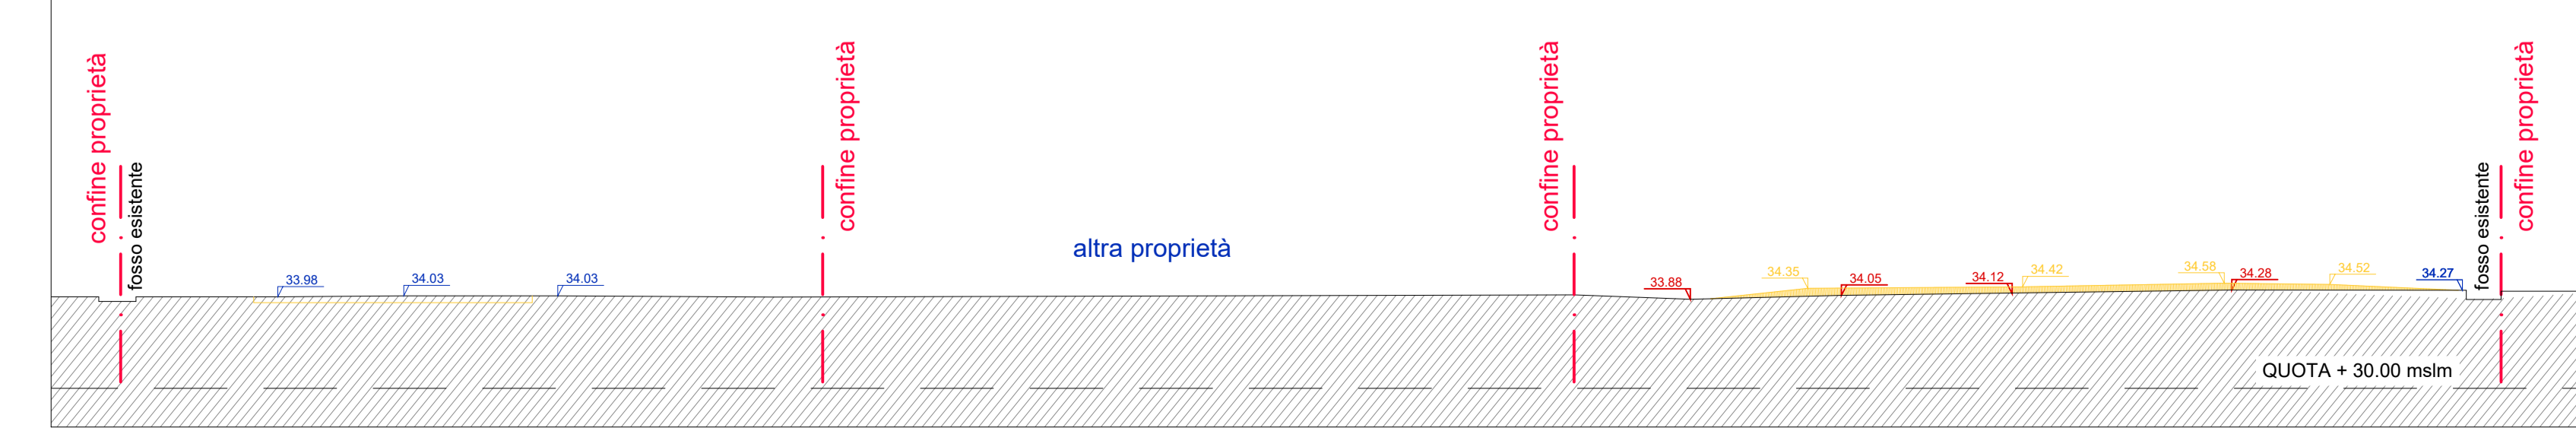 confine proprietà
fosso esistente
33.98
34.03
34.03
confine proprietà
altra proprietà
confine proprietà
33.88
34.35
34.05
34.12
34.42
34.58
34.28
34.52
34.27
fosso esistente
confine proprietà
QUOTA + 30.00 mslm